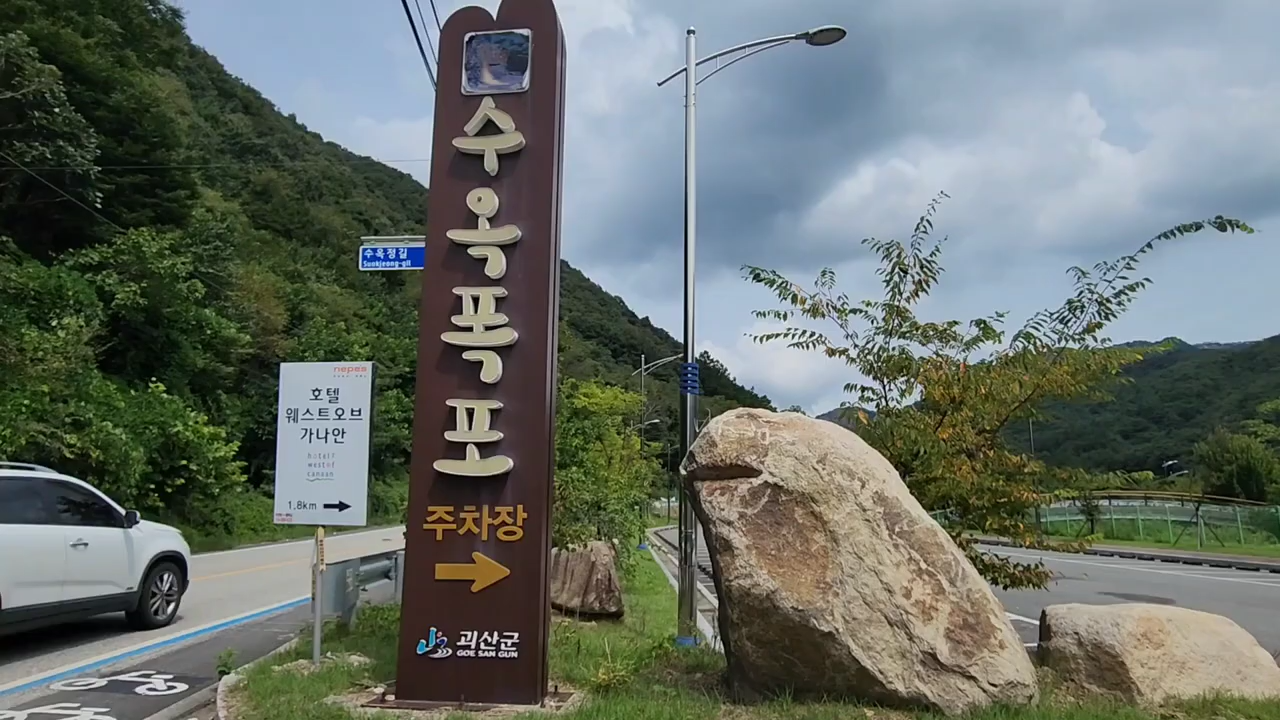 수옥폭포
주차장
괴산군
GOE SAN GUN
수옥정길
Suokjeong-gil
nepes
호텔
웨스트오브
가나안
hotel
west of
canaan
1.8km